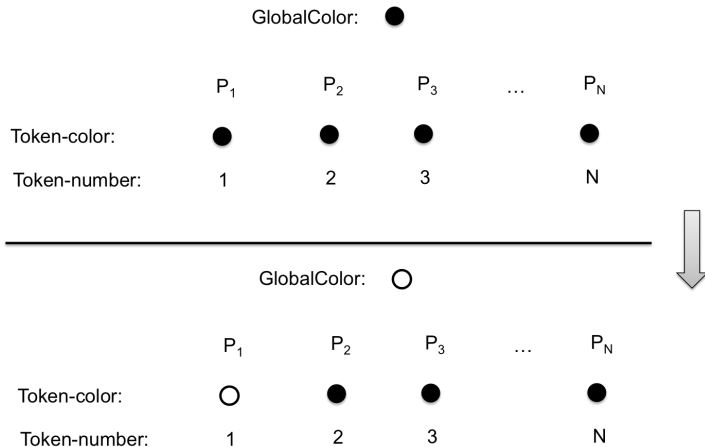 GlobalColor:
P1 P2 P3 ... PN
Token-color:
Token-number: 1 2 3 N
GlobalColor:
P1 P2 P3 ... PN
Token-color:
Token-number: 1 2 3 N